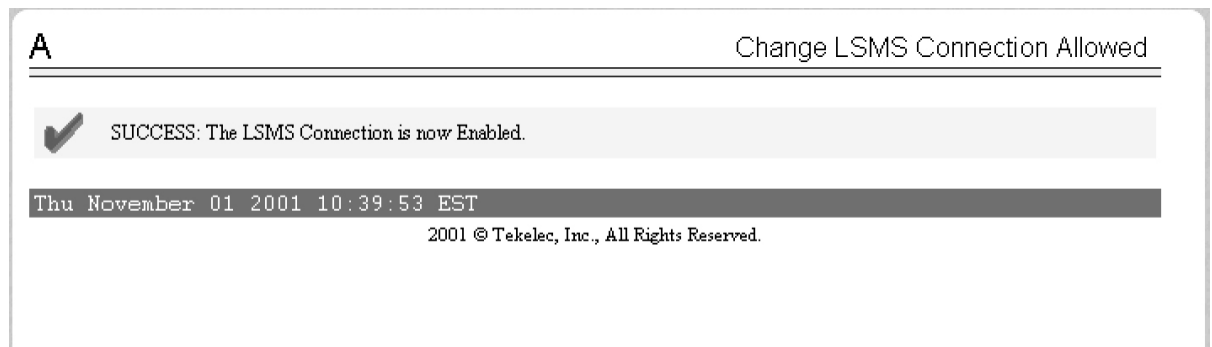 A
Change LSMS Connection Allowed
SUCCESS: The LSMS Connection is now Enabled.
Thu November 01 2001 10:39:53 EST
2001 © Tekelec, Inc., All Rights Reserved.